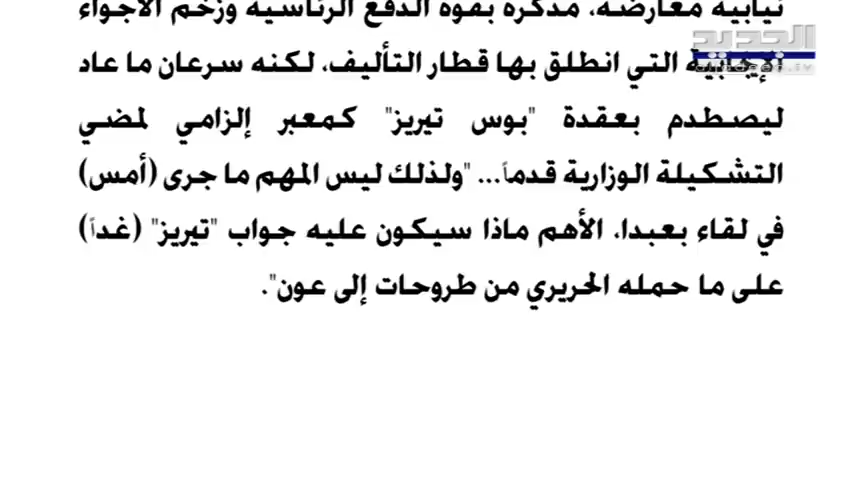 نيابية معارضة، مذكرة بقوة الدفع الرئاسية وزخم الأجواء
الجديد
الإيجابية التي انطلق بها قطار التأليف، لكنه سرعان ما عاد
ليصطدم بعقدة "بوس تيريز" كمعبر إلزامي لمضي
التشكيلة الوزارية قدماً... "ولذلك ليس المهم ما جرى (أمس)
في لقاء بعبدا، الأهم ماذا سيكون عليه جواب "تيريز" (غداً)
على ما حمله الحريري من طروحات إلى عون".